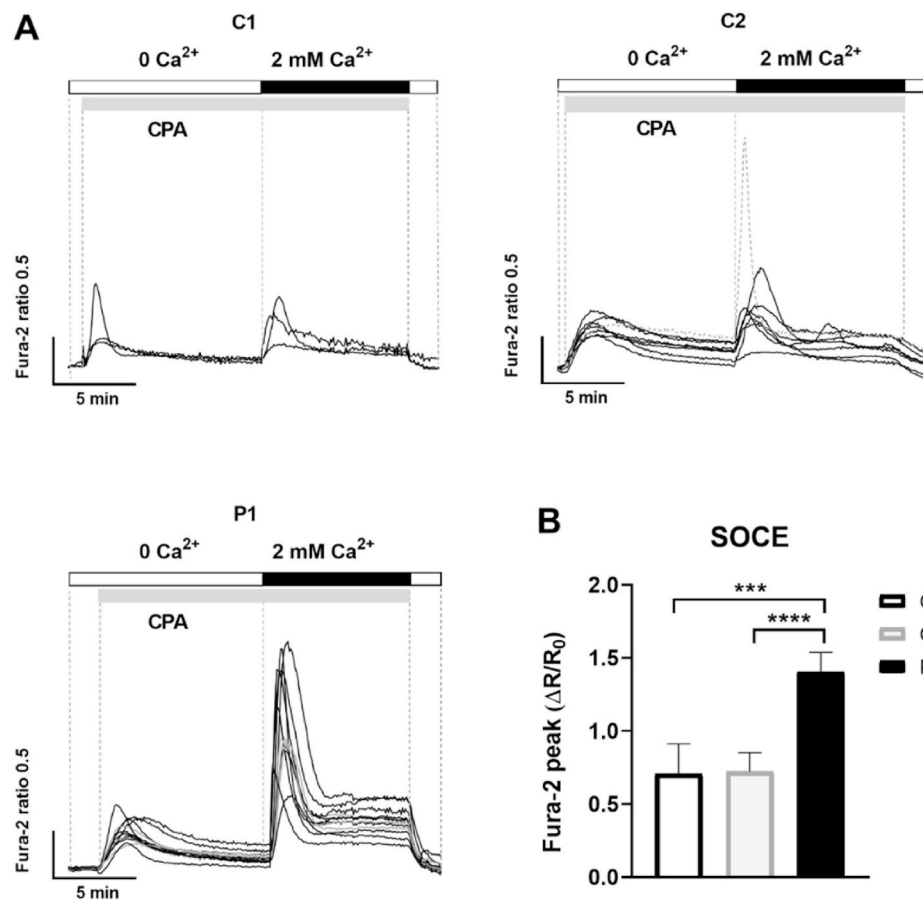 A
C1
0 Ca²⁺ 2 mM Ca²⁺
CPA
Fura-2 ratio 0.5
5 min
C2
0 Ca²⁺ 2 mM Ca²⁺
CPA
Fura-2 ratio 0.5
5 min
P1
0 Ca²⁺ 2 mM Ca²⁺
CPA
Fura-2 ratio 0.5
5 min
B
SOCE
Fura-2 peak (ΔR/R₀)
2.0
1.5
1.0
0.5
0.0
***
****